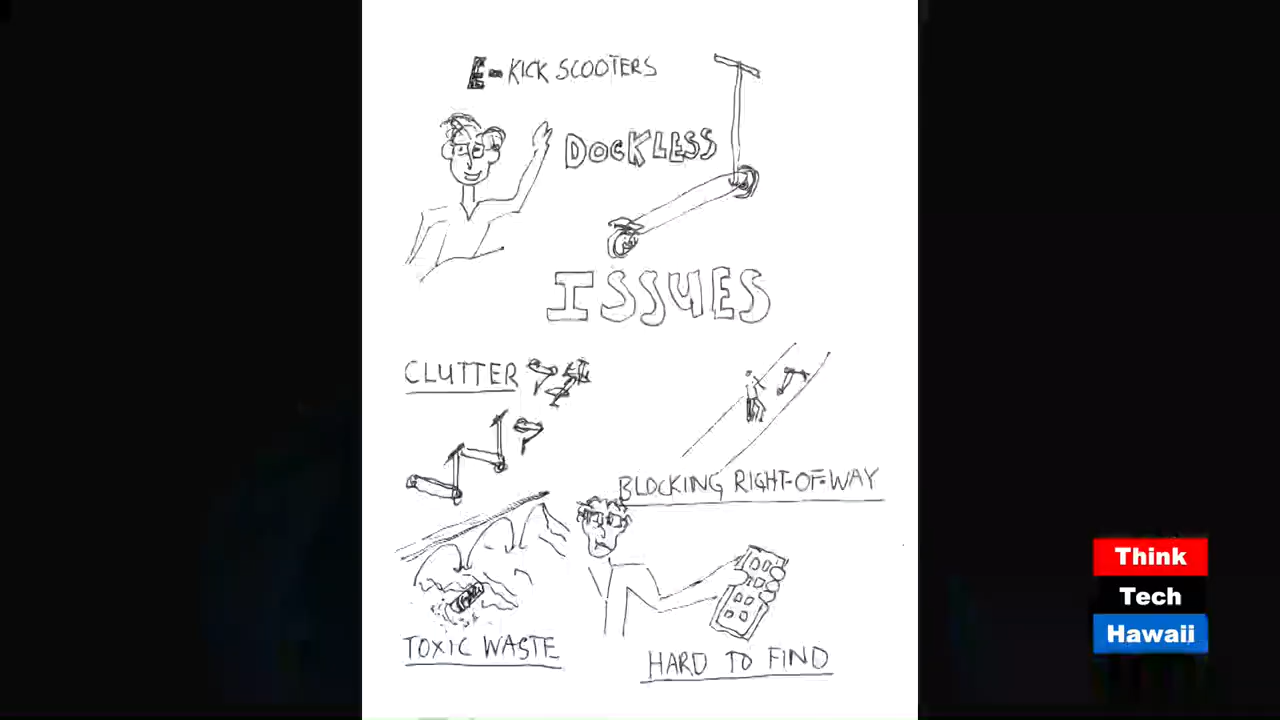 E-KICK SCOOTERS
DOCKLESS
ISSUES
CLUTTER
BLOCKING RIGHT-OF-WAY
TOXIC WASTE
HARD TO FIND
Think
Tech
Hawaii